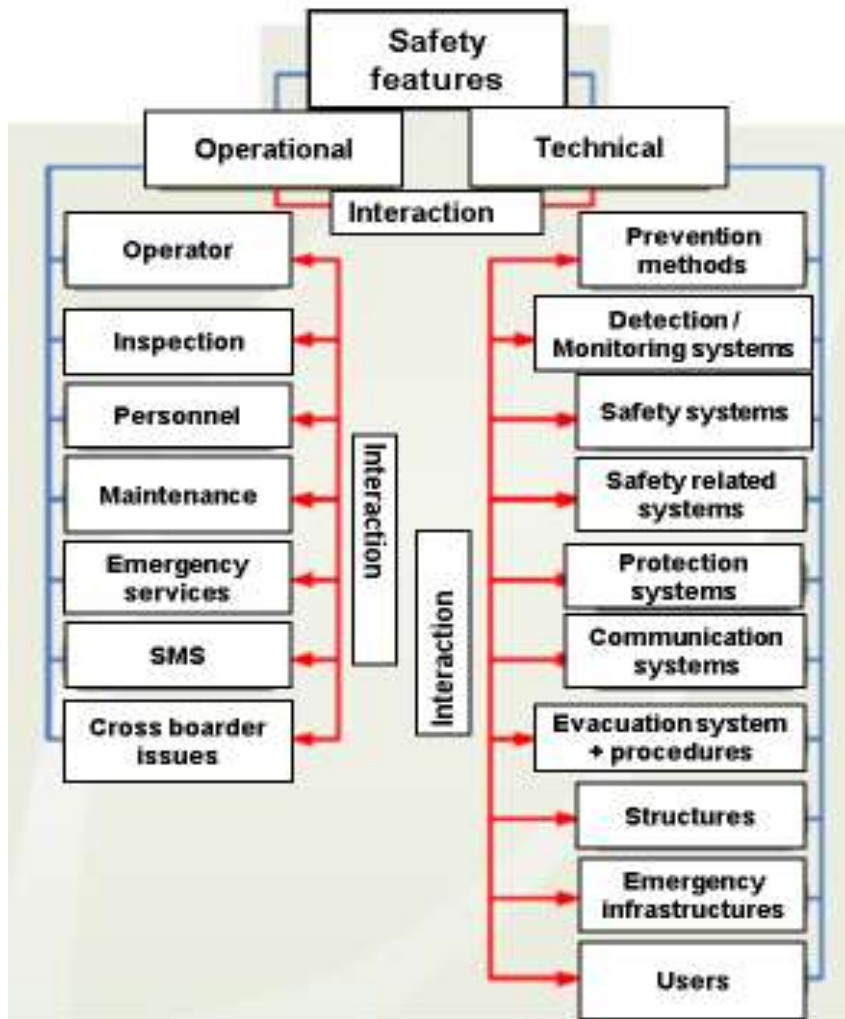 Safety
features
Operational
Technical
Interaction
Operator
Inspection
Personnel
Maintenance
Emergency
services
SMS
Cross boarder
issues
Interaction
Interaction
Prevention
methods
Detection /
Monitoring systems
Safety systems
Safety related
systems
Protection
systems
Communication
systems
Evacuation system
+ procedures
Structures
Emergency
infrastructures
Users